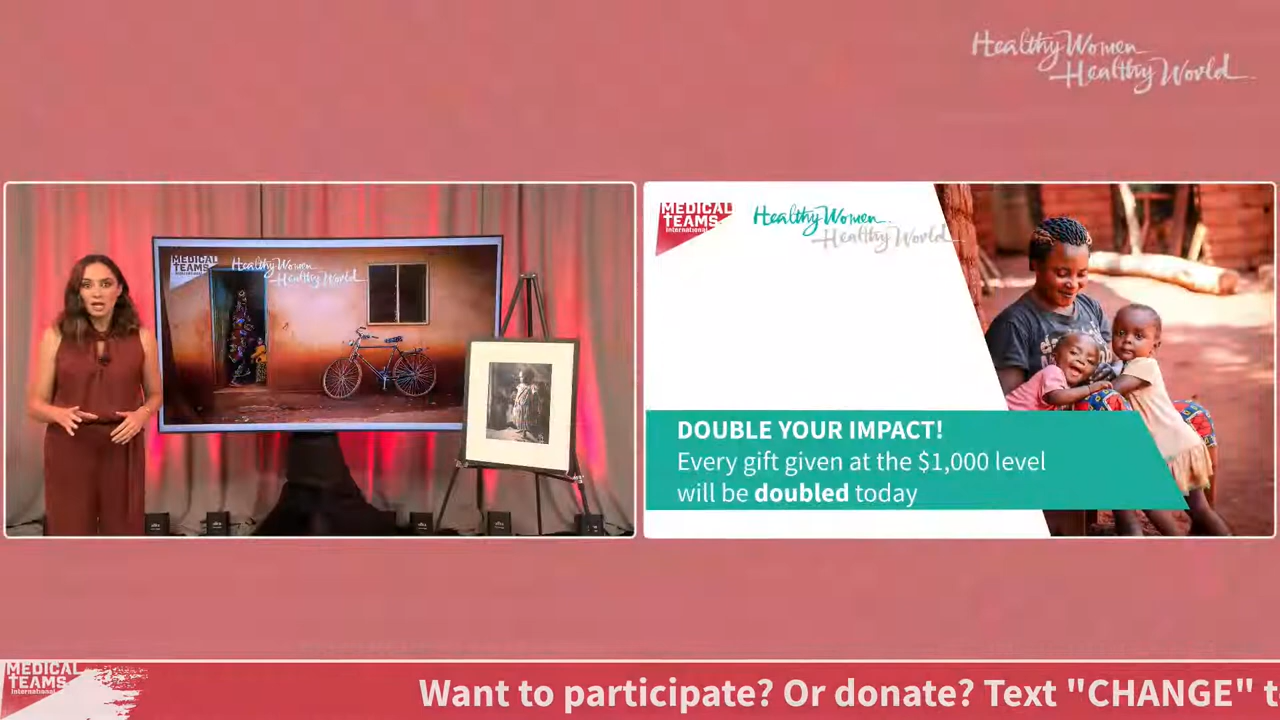 Healthy Women
Healthy World
MEDICAL
TEAMS
Healthy Women
Healthy World
MEDICAL
TEAMS
International
Healthy Women
Healthy World
DOUBLE YOUR IMPACT!
Every gift given at the $1,000 level
will be doubled today
MEDICAL
TEAMS
International
Want to participate? Or donate? Text "CHANGE" t